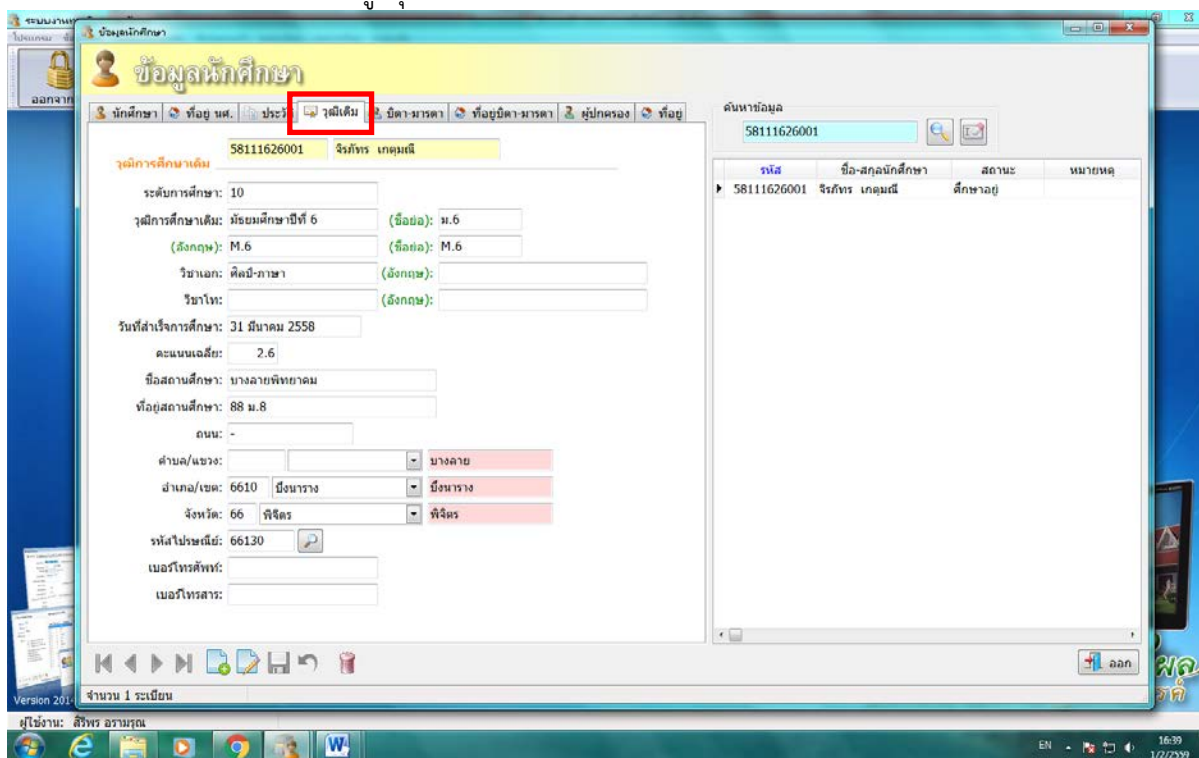 ข้อมูลนักศึกษา
ข้อมูลนักศึกษา
นักศึกษา ที่อยู่ นศ. วุฒิเดิม บิดา-มารดา ที่อยู่บิดา-มารดา ผู้ปกครอง ที่อยู่
58111626001 จิรภัทร เกตุมณี
วุฒิการศึกษาเดิม
ระดับการศึกษา: 10
วุฒิการศึกษาเดิม: มัธยมศึกษาปีที่ 6 (ชื่อย่อ): ม.6
(อังกฤษ): M.6 (ชื่อย่อ): M.6
วิชาเอก: ศิลป์-ภาษา (อังกฤษ):
วิชาโท: (อังกฤษ):
วันที่สำเร็จการศึกษา: 31 มีนาคม 2558
คะแนนเฉลี่ย: 2.6
ชื่อสถานศึกษา: บางลายพิทยาคม
ที่อยู่สถานศึกษา: 88 ม.8
ถนน: -
ตำบล/แขวง: บางลาย
อำเภอ/เขต: 6610 บึงนาราง บึงนาราง
จังหวัด: 66 พิจิตร พิจิตร
รหัสไปรษณีย์: 66130
เบอร์โทรศัพท์:
เบอร์โทรสาร:
ค้นหาข้อมูล
58111626001
รหัส ชื่อ-สกุลนักศึกษา สถานะ หมายเหตุ
58111626001 จิรภัทร เกตุมณี ศึกษาอยู่
ออก
จำนวน 1 ระเบียน
Version 201
ผู้ใช้งาน: สิริพร อรามรุณ
EN 16:39
1/2/2559